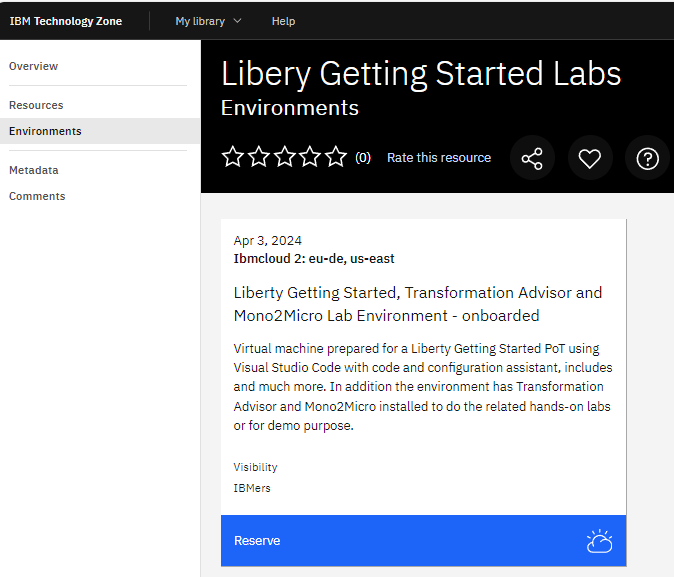 IBM Technology Zone
My library
Help
Overview
Resources
Environments
Metadata
Comments
Libery Getting Started Labs
Environments
(0)
Rate this resource
Apr 3, 2024
Ibmcloud 2: eu-de, us-east
Liberty Getting Started, Transformation Advisor and
Mono2Micro Lab Environment - onboarded
Virtual machine prepared for a Liberty Getting Started PoT using
Visual Studio Code with code and configuration assistant, includes
and much more. In addition the environment has Transformation
Advisor and Mono2Micro installed to do the related hands-on labs
or for demo purpose.
Visibility
IBMers
Reserve